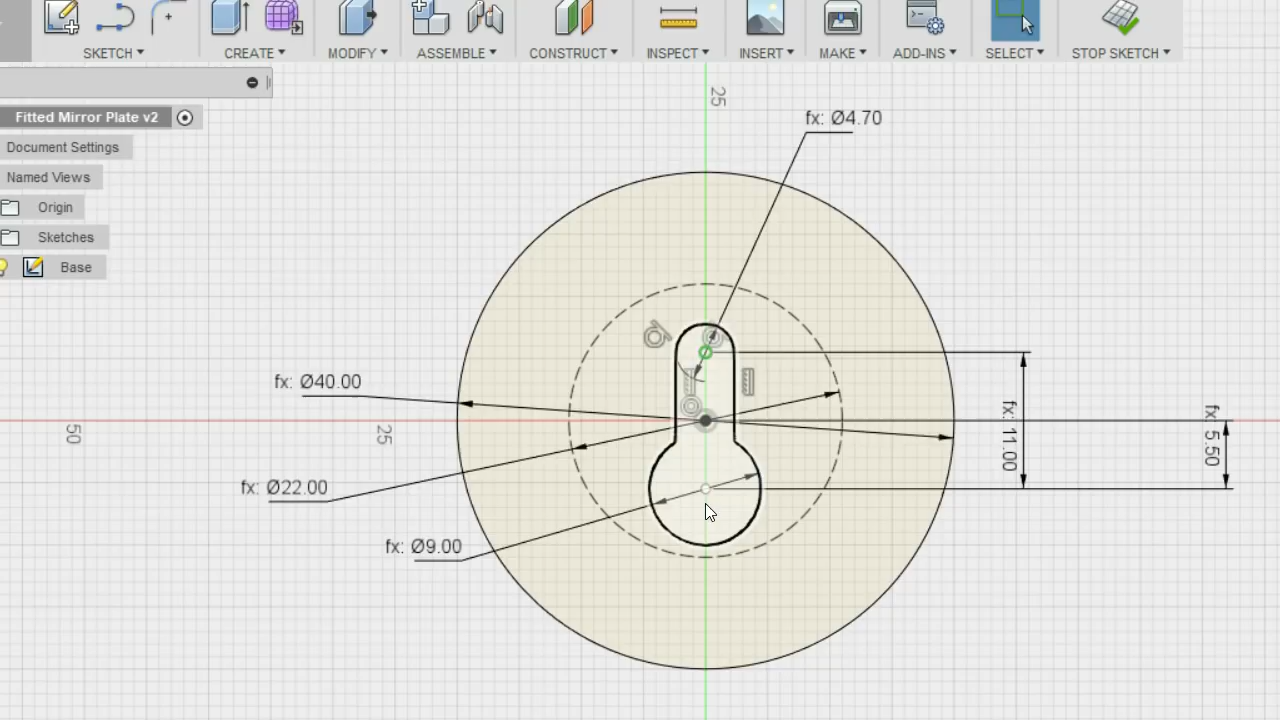 SKETCH
CREATE
MODIFY
ASSEMBLE
CONSTRUCT
INSPECT
INSERT
MAKE
ADD-INS
SELECT
STOP SKETCH
Fitted Mirror Plate v2
Document Settings
Named Views
Origin
Sketches
Base
25
fx: Ø4.70
fx: Ø40.00
50
25
fx: 11.00
fx: 5.50
fx: Ø22.00
fx: Ø9.00